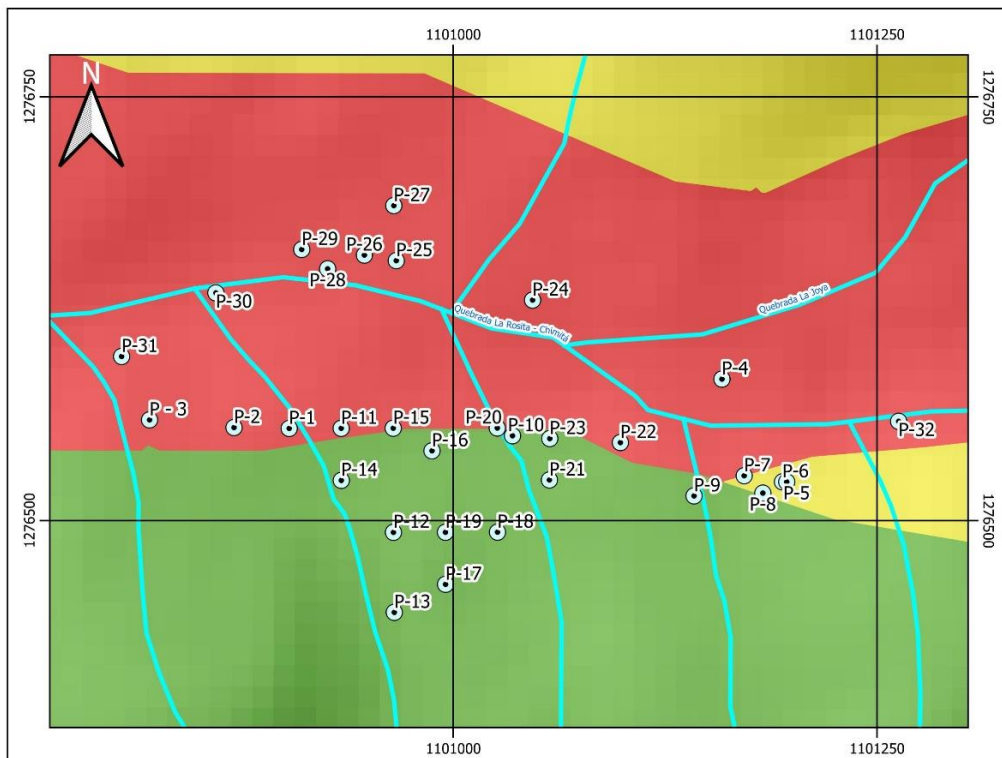 1101000 1101250
1276750 1276750
N
P-27
P-29 P-26 P-25
P-28
P-30 P-24
Quebrada La Joya
Quebrada La Rosita - Chimitá
P-31
P-4
P - 3 P-2 P-1 P-11 P-15 P-20 P-10 P-23 P-22 P-32
P-16
P-14 P-21 P-9 P-7 P-6
P-5
P-8
1276500 1276500
P-12 P-19 P-18
P-17
P-13
1101000 1101250